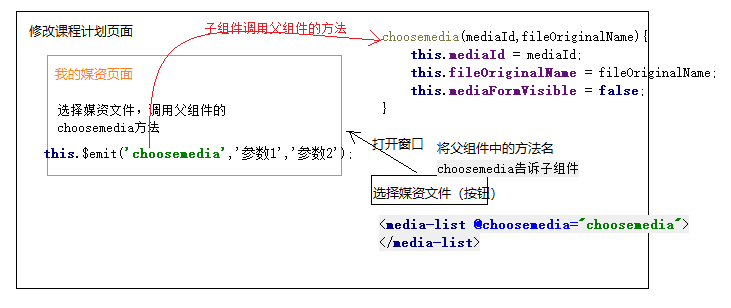 子组件调用父组件的方法
修改课程计划页面
choosemedia(mediaId,fileOriginalName){
this.mediaId = mediaId;
this.fileOriginalName = fileOriginalName;
this.mediaFormVisible = false;
}
我的媒资页面
选择媒资文件，调用父组件的
choosemedia方法
this.$emit('choosemedia','参数1','参数2');
打开窗口
将父组件中的方法名
choosemedia告诉子组件
选择媒资文件（按钮）
<media-list @choosemedia="choosemedia">
</media-list>